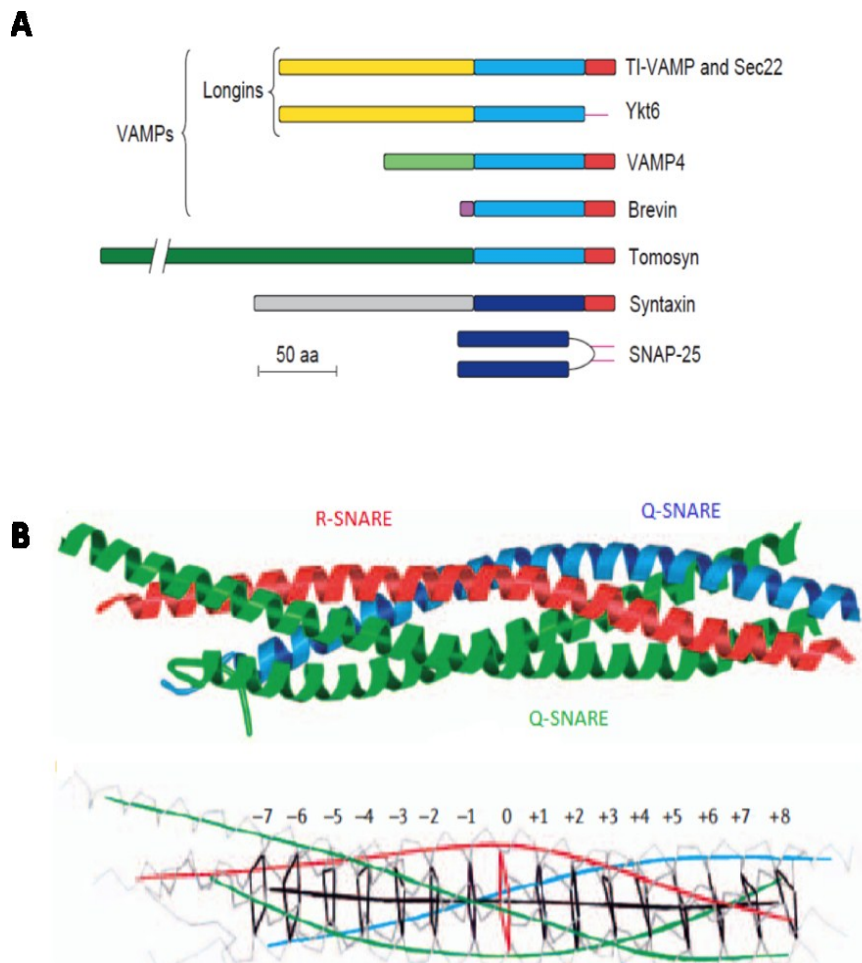 A
TI-VAMP and Sec22
Longins
Ykt6
VAMPs
VAMP4
Brevin
Tomosyn
Syntaxin
50 aa
SNAP-25
B
R-SNARE
Q-SNARE
Q-SNARE
–7 –6 –5 –4 –3 –2 –1 0 +1 +2 +3 +4 +5 +6 +7 +8